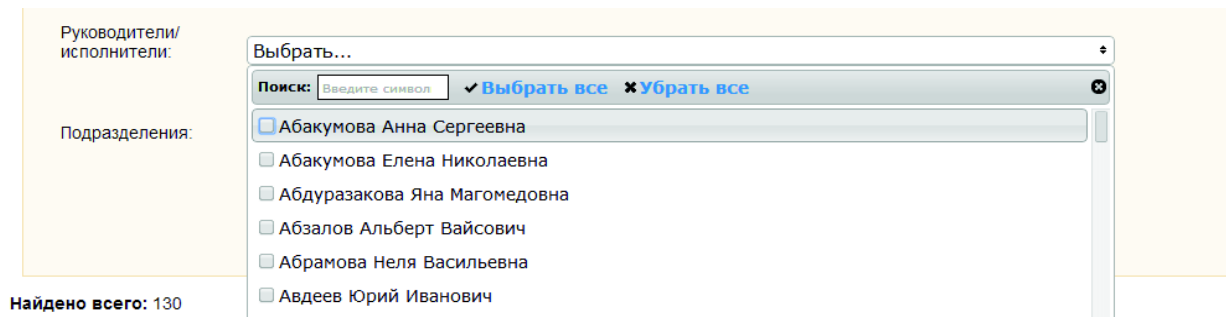 Руководители/
исполнители:
Выбрать...
Поиск: Введите символ Выбрать все Убрать все
Подразделения:
Абакумова Анна Сергеевна
Абакумова Елена Николаевна
Абдуразакова Яна Магомедовна
Абзалов Альберт Вайсович
Абрамова Неля Васильевна
Авдеев Юрий Иванович
Найдено всего: 130